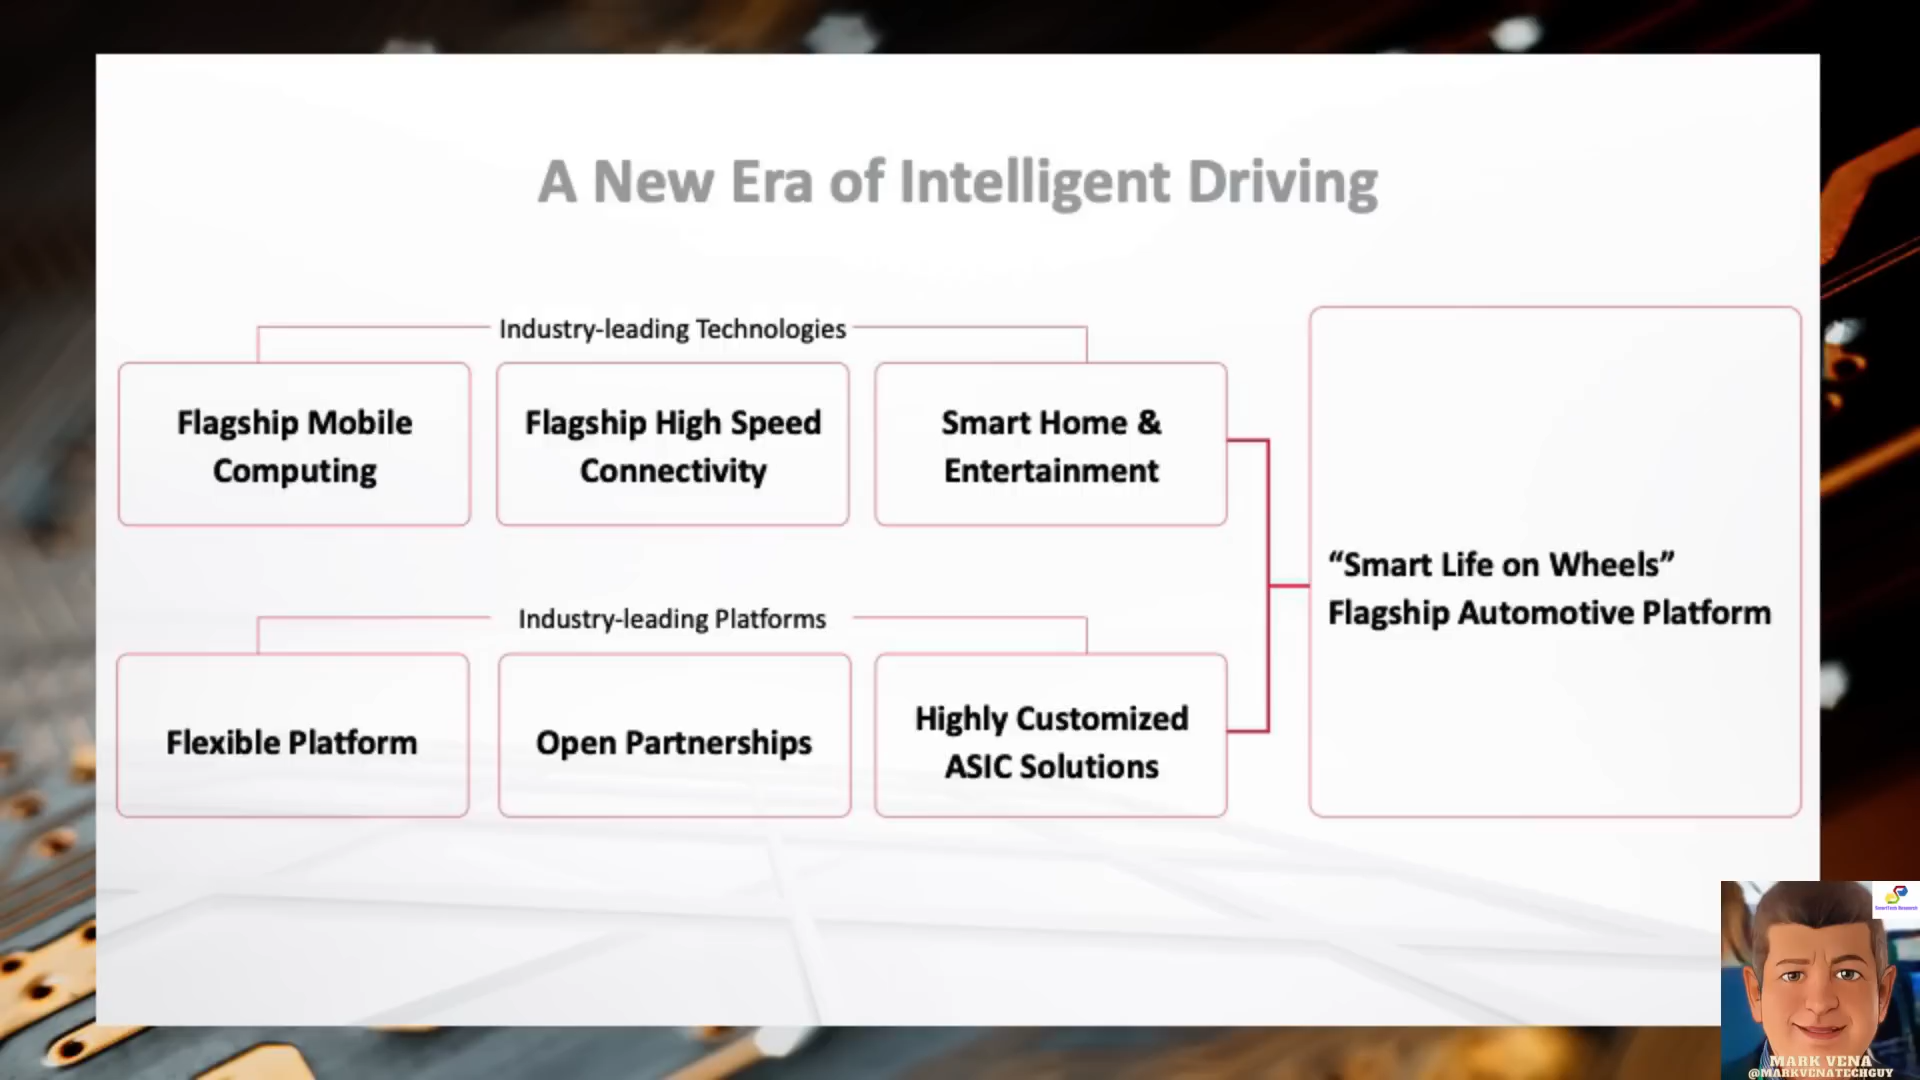 A New Era of Intelligent Driving
Industry-leading Technologies
Flagship Mobile
Computing
Flagship High Speed
Connectivity
Smart Home &
Entertainment
Industry-leading Platforms
Flexible Platform
Open Partnerships
Highly Customized
ASIC Solutions
“Smart Life on Wheels”
Flagship Automotive Platform
SmartTech Research
MARK VENA
@MARKVENATECHGUY